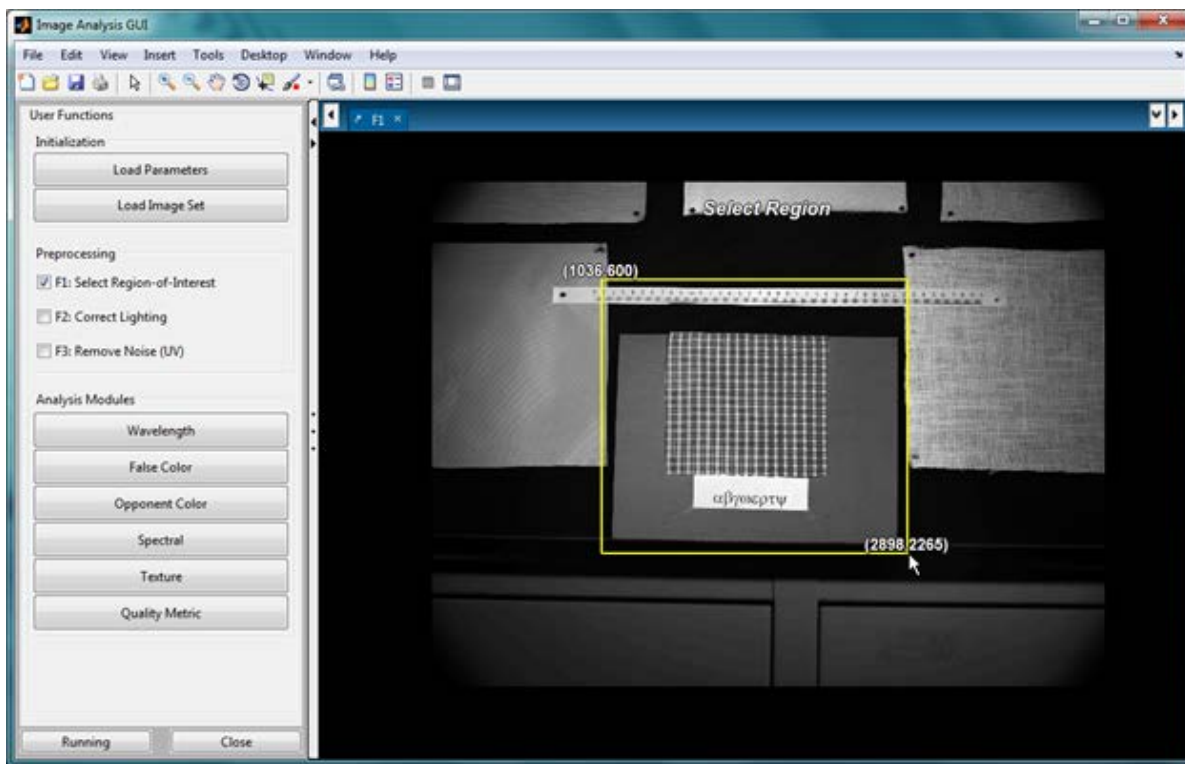 Image Analysis GUI
File Edit View Insert Tools Desktop Window Help
User Functions
F1 ×
Initialization
Load Parameters
Load Image Set
Select Region
Preprocessing
(1036,600)
F1: Select Region-of-Interest
F2: Correct Lighting
F3: Remove Noise (UV)
Analysis Modules
Wavelength
False Color
Opponent Color
Spectral
Texture
Quality Metric
(2898,2265)
Running Close